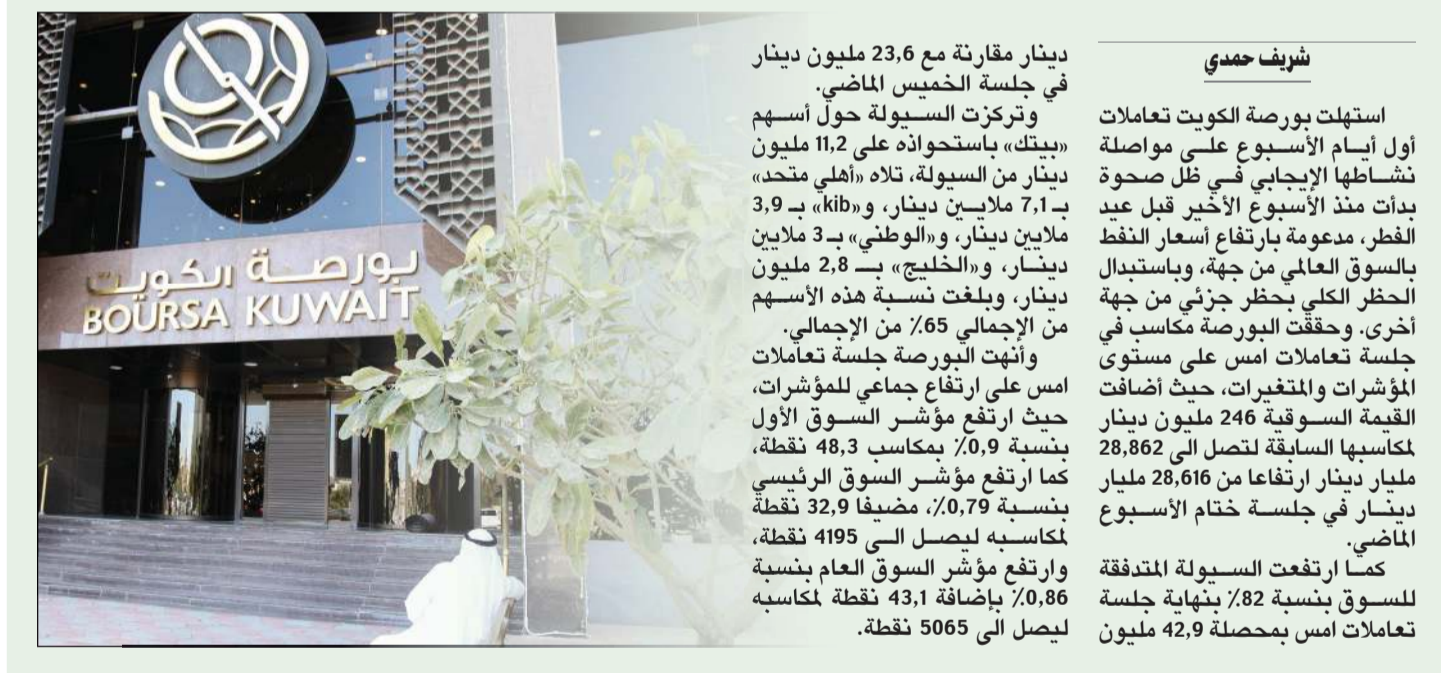 شريف حمدي
استهلت بورصة الكويت تعاملات
أول أيام الأسبوع على مواصلة
نشاطها الإيجابي في ظل صحوة
بدأت منذ الأسبوع الأخير قبل عيد
الفطر، مدعومة بارتفاع أسعار النفط
بالسوق العالمي من جهة، وباستبدال
الحظر الكلي بحظر جزئي من جهة
أخرى. وحققت البورصة مكاسب في
جلسة تعاملات امس على مستوى
المؤشرات والمتغيرات، حيث أضافت
القيمة السوقية 246 مليون دينار
لمكاسبها السابقة لتصل الى 28,862
مليار دينار ارتفاعا من 28,616 مليار
دينار في جلسة ختام الأسبوع
الماضي.
كما ارتفعت السيولة المتدفقة
للسوق بنسبة 82٪ بنهاية جلسة
تعاملات امس بمحصلة 42,9 مليون
دينار مقارنة مع 23,6 مليون دينار
في جلسة الخميس الماضي.
وتركزت السيولة حول أسهم
«بيتك» باستحواذه على 11,2 مليون
دينار من السيولة، تلاه «أهلي متحد»
بـ 7,1 ملايين دينار، و«kib» بـ 3,9
ملايين دينار، و«الوطني» بـ 3 ملايين
دينار، و«الخليج» بـ 2,8 مليون
دينار، وبلغت نسبة هذه الأسهم
من الإجمالي 65٪ من الإجمالي.
وأنهت البورصة جلسة تعاملات
امس على ارتفاع جماعي للمؤشرات،
حيث ارتفع مؤشر السوق الأول
بنسبة 0,9٪ بمكاسب 48,3 نقطة،
كما ارتفع مؤشر السوق الرئيسي
بنسبة 0,79٪، مضيفا 32,9 نقطة
لمكاسبه ليصل الى 4195 نقطة،
وارتفع مؤشر السوق العام بنسبة
0,86٪ بإضافة 43,1 نقطة لمكاسبه
ليصل الى 5065 نقطة.
بورصة الكويت
BOURSA KUWAIT